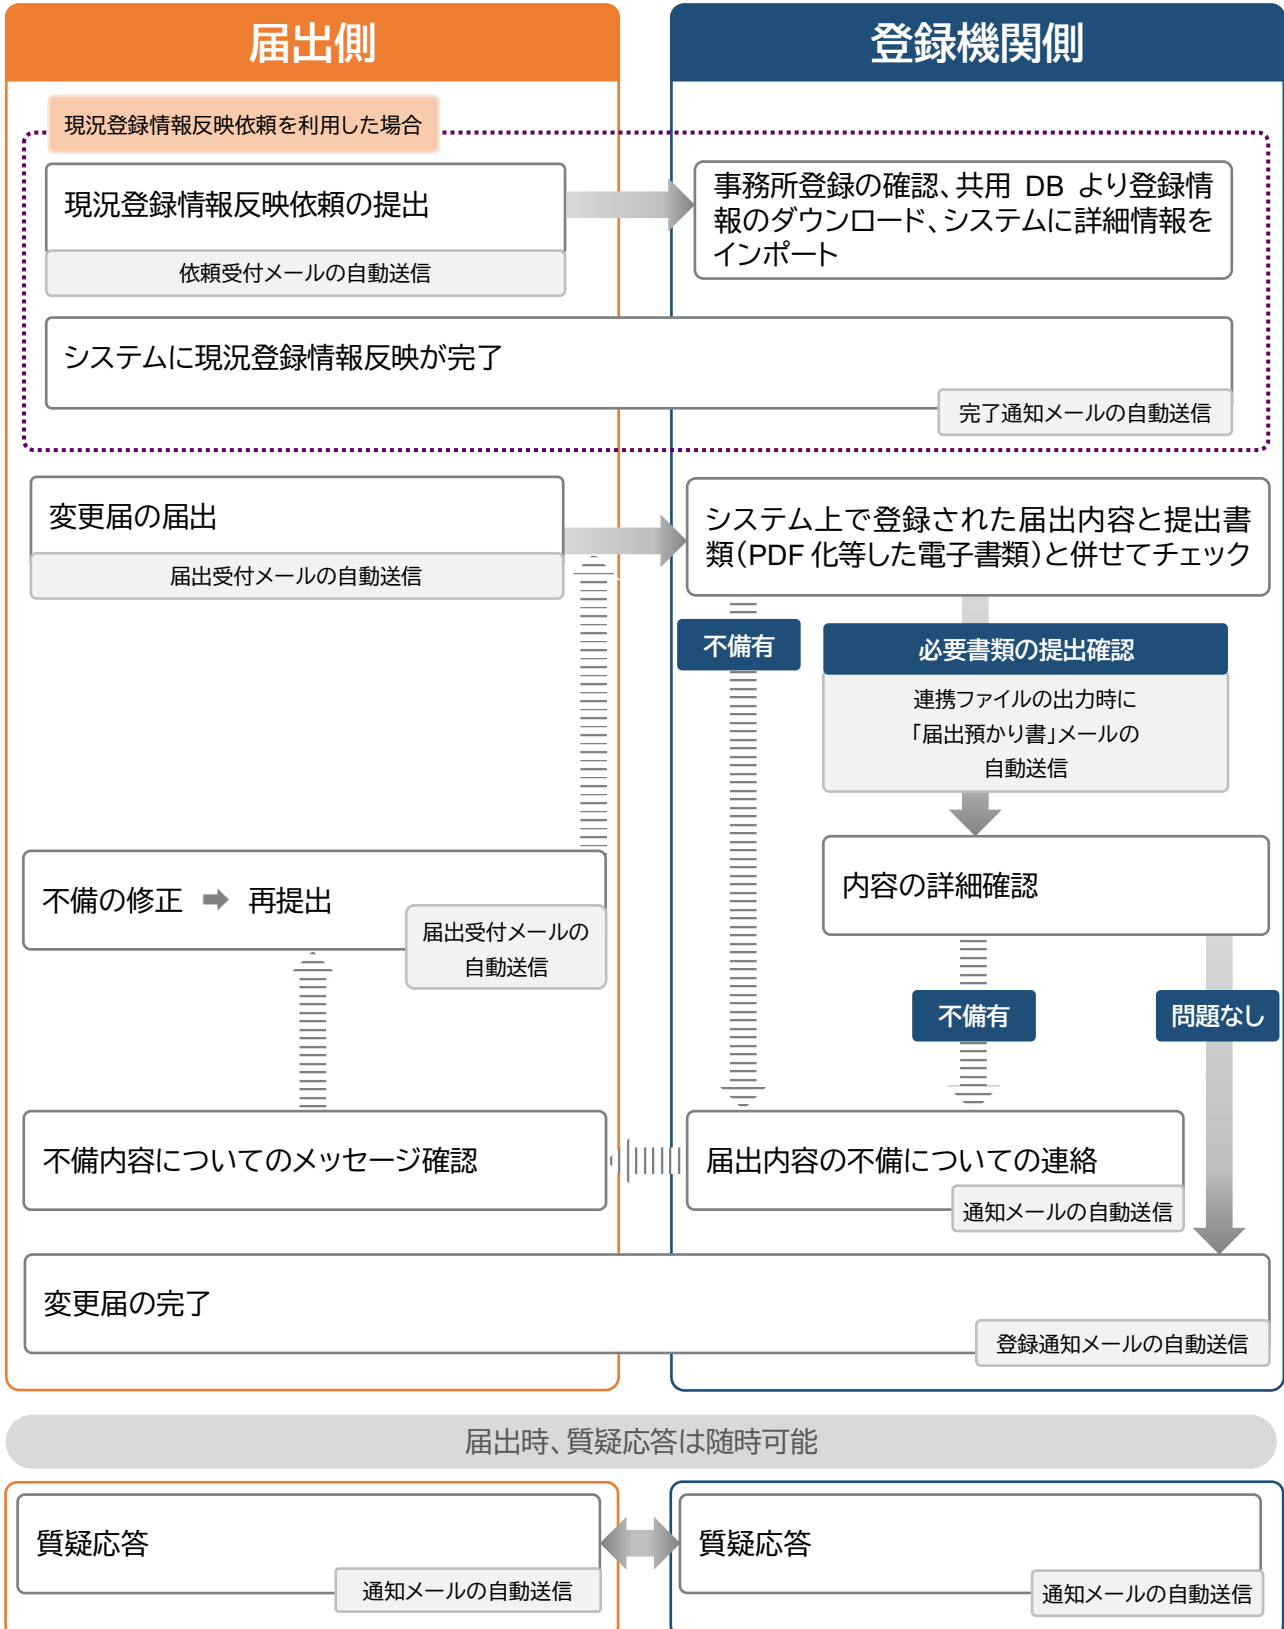 届出側
登録機関側
現況登録情報反映依頼を利用した場合
現況登録情報反映依頼の提出
依頼受付メールの自動送信
事務所登録の確認、共用 DB より登録情
報のダウンロード、システムに詳細情報を
インポート
システムに現況登録情報反映が完了
完了通知メールの自動送信
変更届の届出
届出受付メールの自動送信
システム上で登録された届出内容と提出書
類(PDF 化等した電子書類)と併せてチェック
不備有
必要書類の提出確認
連携ファイルの出力時に
「届出預かり書」メールの
自動送信
内容の詳細確認
不備の修正 ➡ 再提出
届出受付メールの
自動送信
不備有
問題なし
不備内容についてのメッセージ確認
届出内容の不備についての連絡
通知メールの自動送信
変更届の完了
登録通知メールの自動送信
届出時、質疑応答は随時可能
質疑応答
通知メールの自動送信
質疑応答
通知メールの自動送信